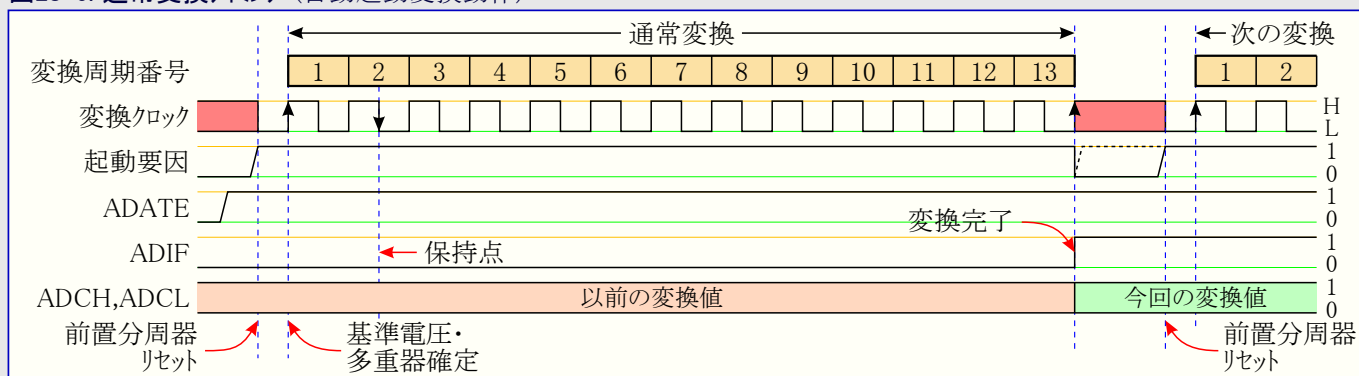 通常変換
次の変換
変換周期番号 1 2 3 4 5 6 7 8 9 10 11 12 13 1 2
変換クロック H
L
起動要因 1
0
ADATE 1
0
変換完了
ADIF 保持点 1
0
ADCH,ADCL 以前の変換値 今回の変換値 1
0
前置分周器
リセット
基準電圧・
多重器確定
前置分周器
リセット